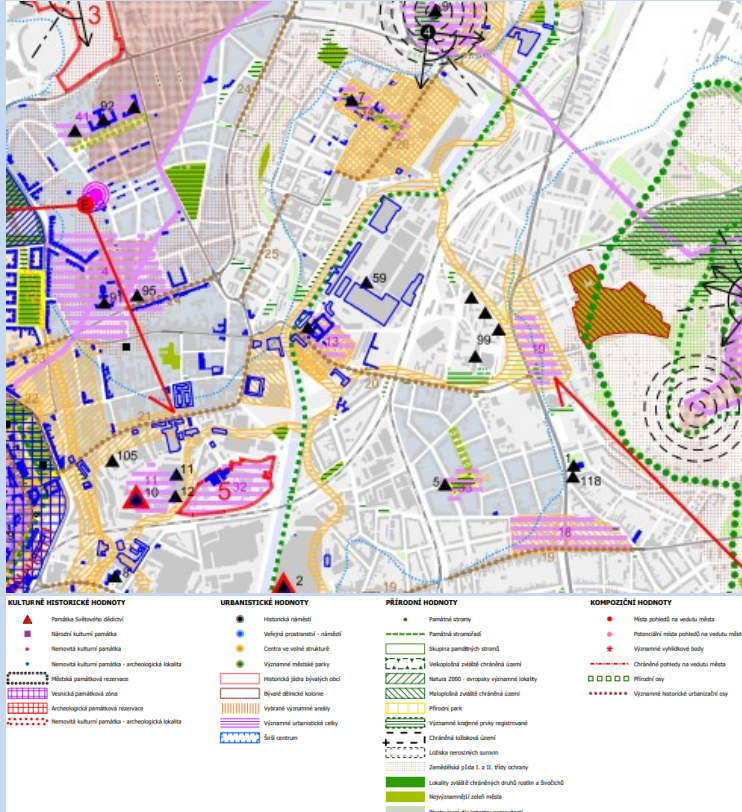 3
9
4
92
41
7
24
26
E
59
25
4
91
95
99
13
19
23
20
22
21
105
11
11
10
12
5
32
5
33
1
118
18
2
19
KULTURNĚ HISTORICKÉ HODNOTY
Památka Světového dědictví
Národní kulturní památka
Nemovitá kulturní památka
Nemovitá kulturní památka - archeologická lokalita
Městská památková rezervace
Vesnická památková zóna
Archeologická památková rezervace
Nemovitá kulturní památka - archeologická lokalita
URBANISTICKÉ HODNOTY
Historická náměstí
Veřejná prostranství - náměstí
Centra ve volné struktuře
Významné městské parky
Historická jádra bývalých obcí
Bývalé dělnické kolonie
Vybrané významné areály
Významné urbanistické celky
Širší centrum
PŘÍRODNÍ HODNOTY
Památné stromy
Památná stromořadí
Skupina památných stromů
Velkoplošná zvláště chráněná území
Natura 2000 - evropsky významné lokality
Maloplošná zvláště chráněná území
Přírodní park
Významné krajinné prvky registrované
Chráněná ložisková území
Ložiska nerostných surovin
Zemědělská půda I. a II. třídy ochrany
Lokality zvláště chráněných druhů rostlin a živočichů
Nejvýznamnější zeleň města
KOMPOZIČNÍ HODNOTY
Místa pohledů na vedutu města
Potenciální místa pohledů na vedutu měst
Významné vyhlídkové body
Chráněné pohledy na vedutu města
Přírodní osy
Významné historické urbanizační osy